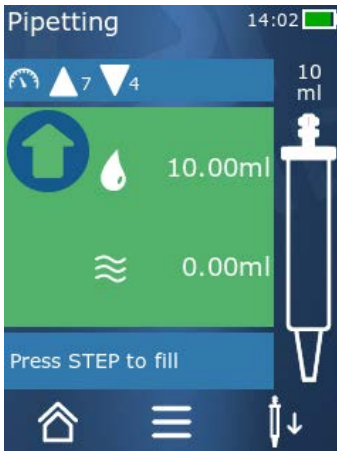 Pipetting 14:02
7 4
10
ml
10.00ml
0.00ml
Press STEP to fill